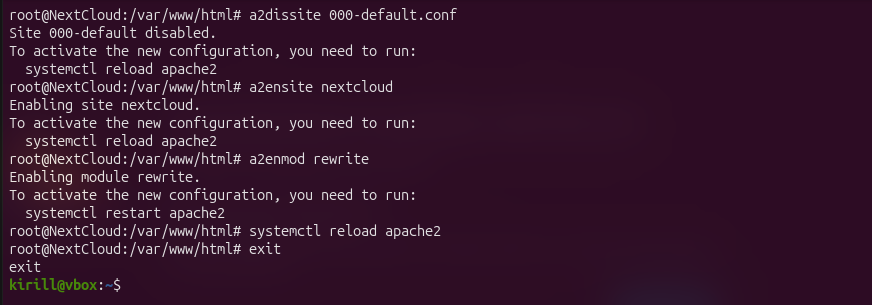 root@NextCloud:/var/www/html# a2dissite 000-default.conf
Site 000-default disabled.
To activate the new configuration, you need to run:
  systemctl reload apache2
root@NextCloud:/var/www/html# a2ensite nextcloud
Enabling site nextcloud.
To activate the new configuration, you need to run:
  systemctl reload apache2
root@NextCloud:/var/www/html# a2enmod rewrite
Enabling module rewrite.
To activate the new configuration, you need to run:
  systemctl restart apache2
root@NextCloud:/var/www/html# systemctl reload apache2
root@NextCloud:/var/www/html# exit
exit
kirill@vbox:~$